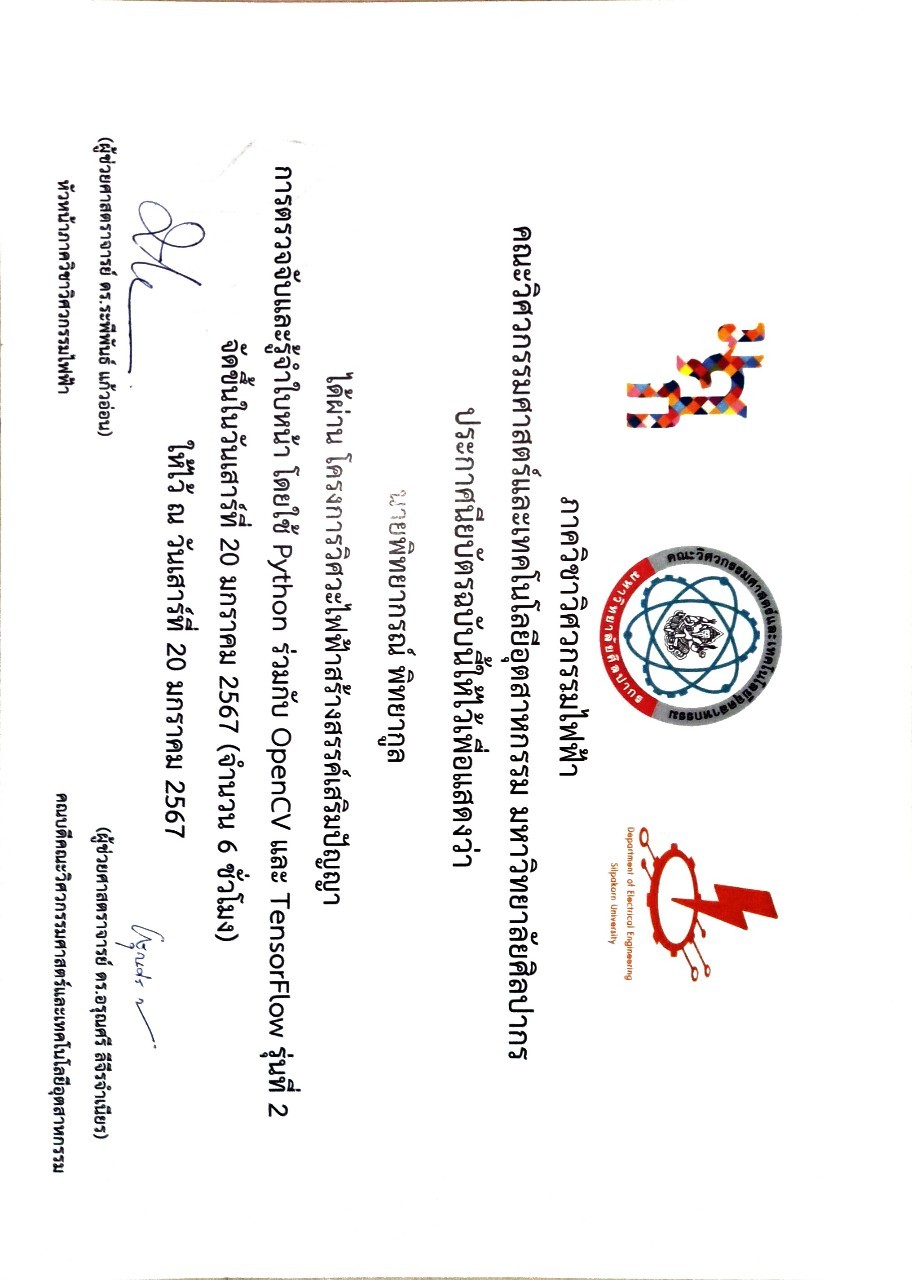 มศก
คณะวิศวกรรมศาสตร์และเทคโนโลยีอุตสาหกรรม
มหาวิทยาลัยศิลปากร
Department of Electrical Engineering
Silpakorn University
ภาควิชาวิศวกรรมไฟฟ้า
คณะวิศวกรรมศาสตร์และเทคโนโลยีอุตสาหกรรม มหาวิทยาลัยศิลปากร
ประกาศนียบัตรฉบับนี้ให้ไว้เพื่อแสดงว่า
นายพิทยากรณ์ พิทยากูล
ได้ผ่าน โครงการวิศวะไฟฟ้าสร้างสรรค์เสริมปัญญา
การตรวจจับและรู้จำใบหน้า โดยใช้ Python ร่วมกับ OpenCV และ TensorFlow รุ่นที่ 2
จัดขึ้นในวันเสาร์ที่ 20 มกราคม 2567 (จำนวน 6 ชั่วโมง)
ให้ไว้ ณ วันเสาร์ที่ 20 มกราคม 2567
(ผู้ช่วยศาสตราจารย์ ดร.ระพีพันธ์ แก้วอ่อน)
หัวหน้าภาควิชาวิศวกรรมไฟฟ้า
(ผู้ช่วยศาสตราจารย์ ดร.อรุณศรี ลีจีรจำเนียร)
คณบดีคณะวิศวกรรมศาสตร์และเทคโนโลยีอุตสาหกรรม